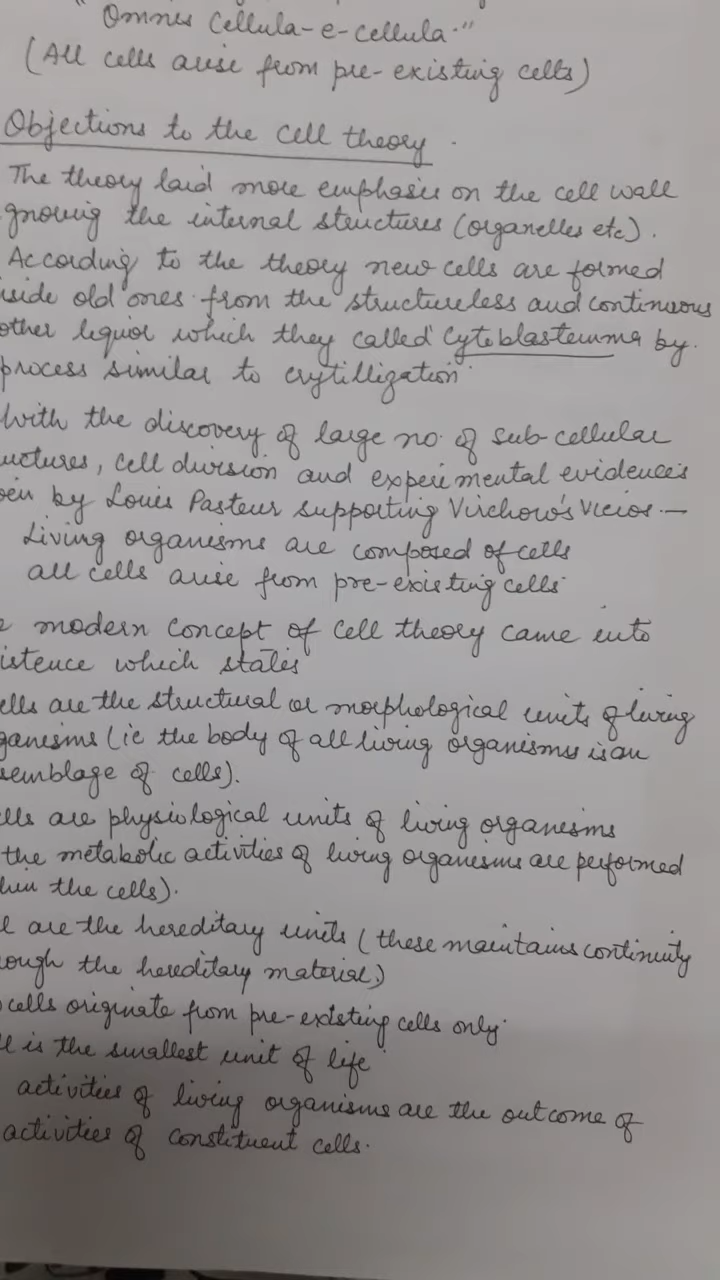 "Omnis Cellula-e-cellula."
(All cells arise from pre-existing cells)
Objections to the cell theory.
The theory laid more emphasis on the cell wall
gnoring the internal structures (organelles etc).
According to the theory new cells are formed
side old ones from the structureless and continuous
other liquor which they called Cytoblastemma by
process similar to crytillization
With the discovery of large no. of sub-cellular
uctures, cell division and experimental evidences
by Louis Pasteur supporting Virchow's
Living organisms are composed of cells
all cells arise from pre-existing cells
modern concept of cell theory came into
istence which states
ells are the structural or morphological units of living
ganisms (ie the body of all living organisms is an
semblage of cells).
lls are physiological units of living organisms
the metabolic activities of living organisms are performed
hin the cells).
l are the hereditary units (these maintains continuity
ough the hereditary material)
cells originate from pre-existing cells only
l is the smallest unit of life
activities of living organisms are the outcome of
activities of constituent cells.